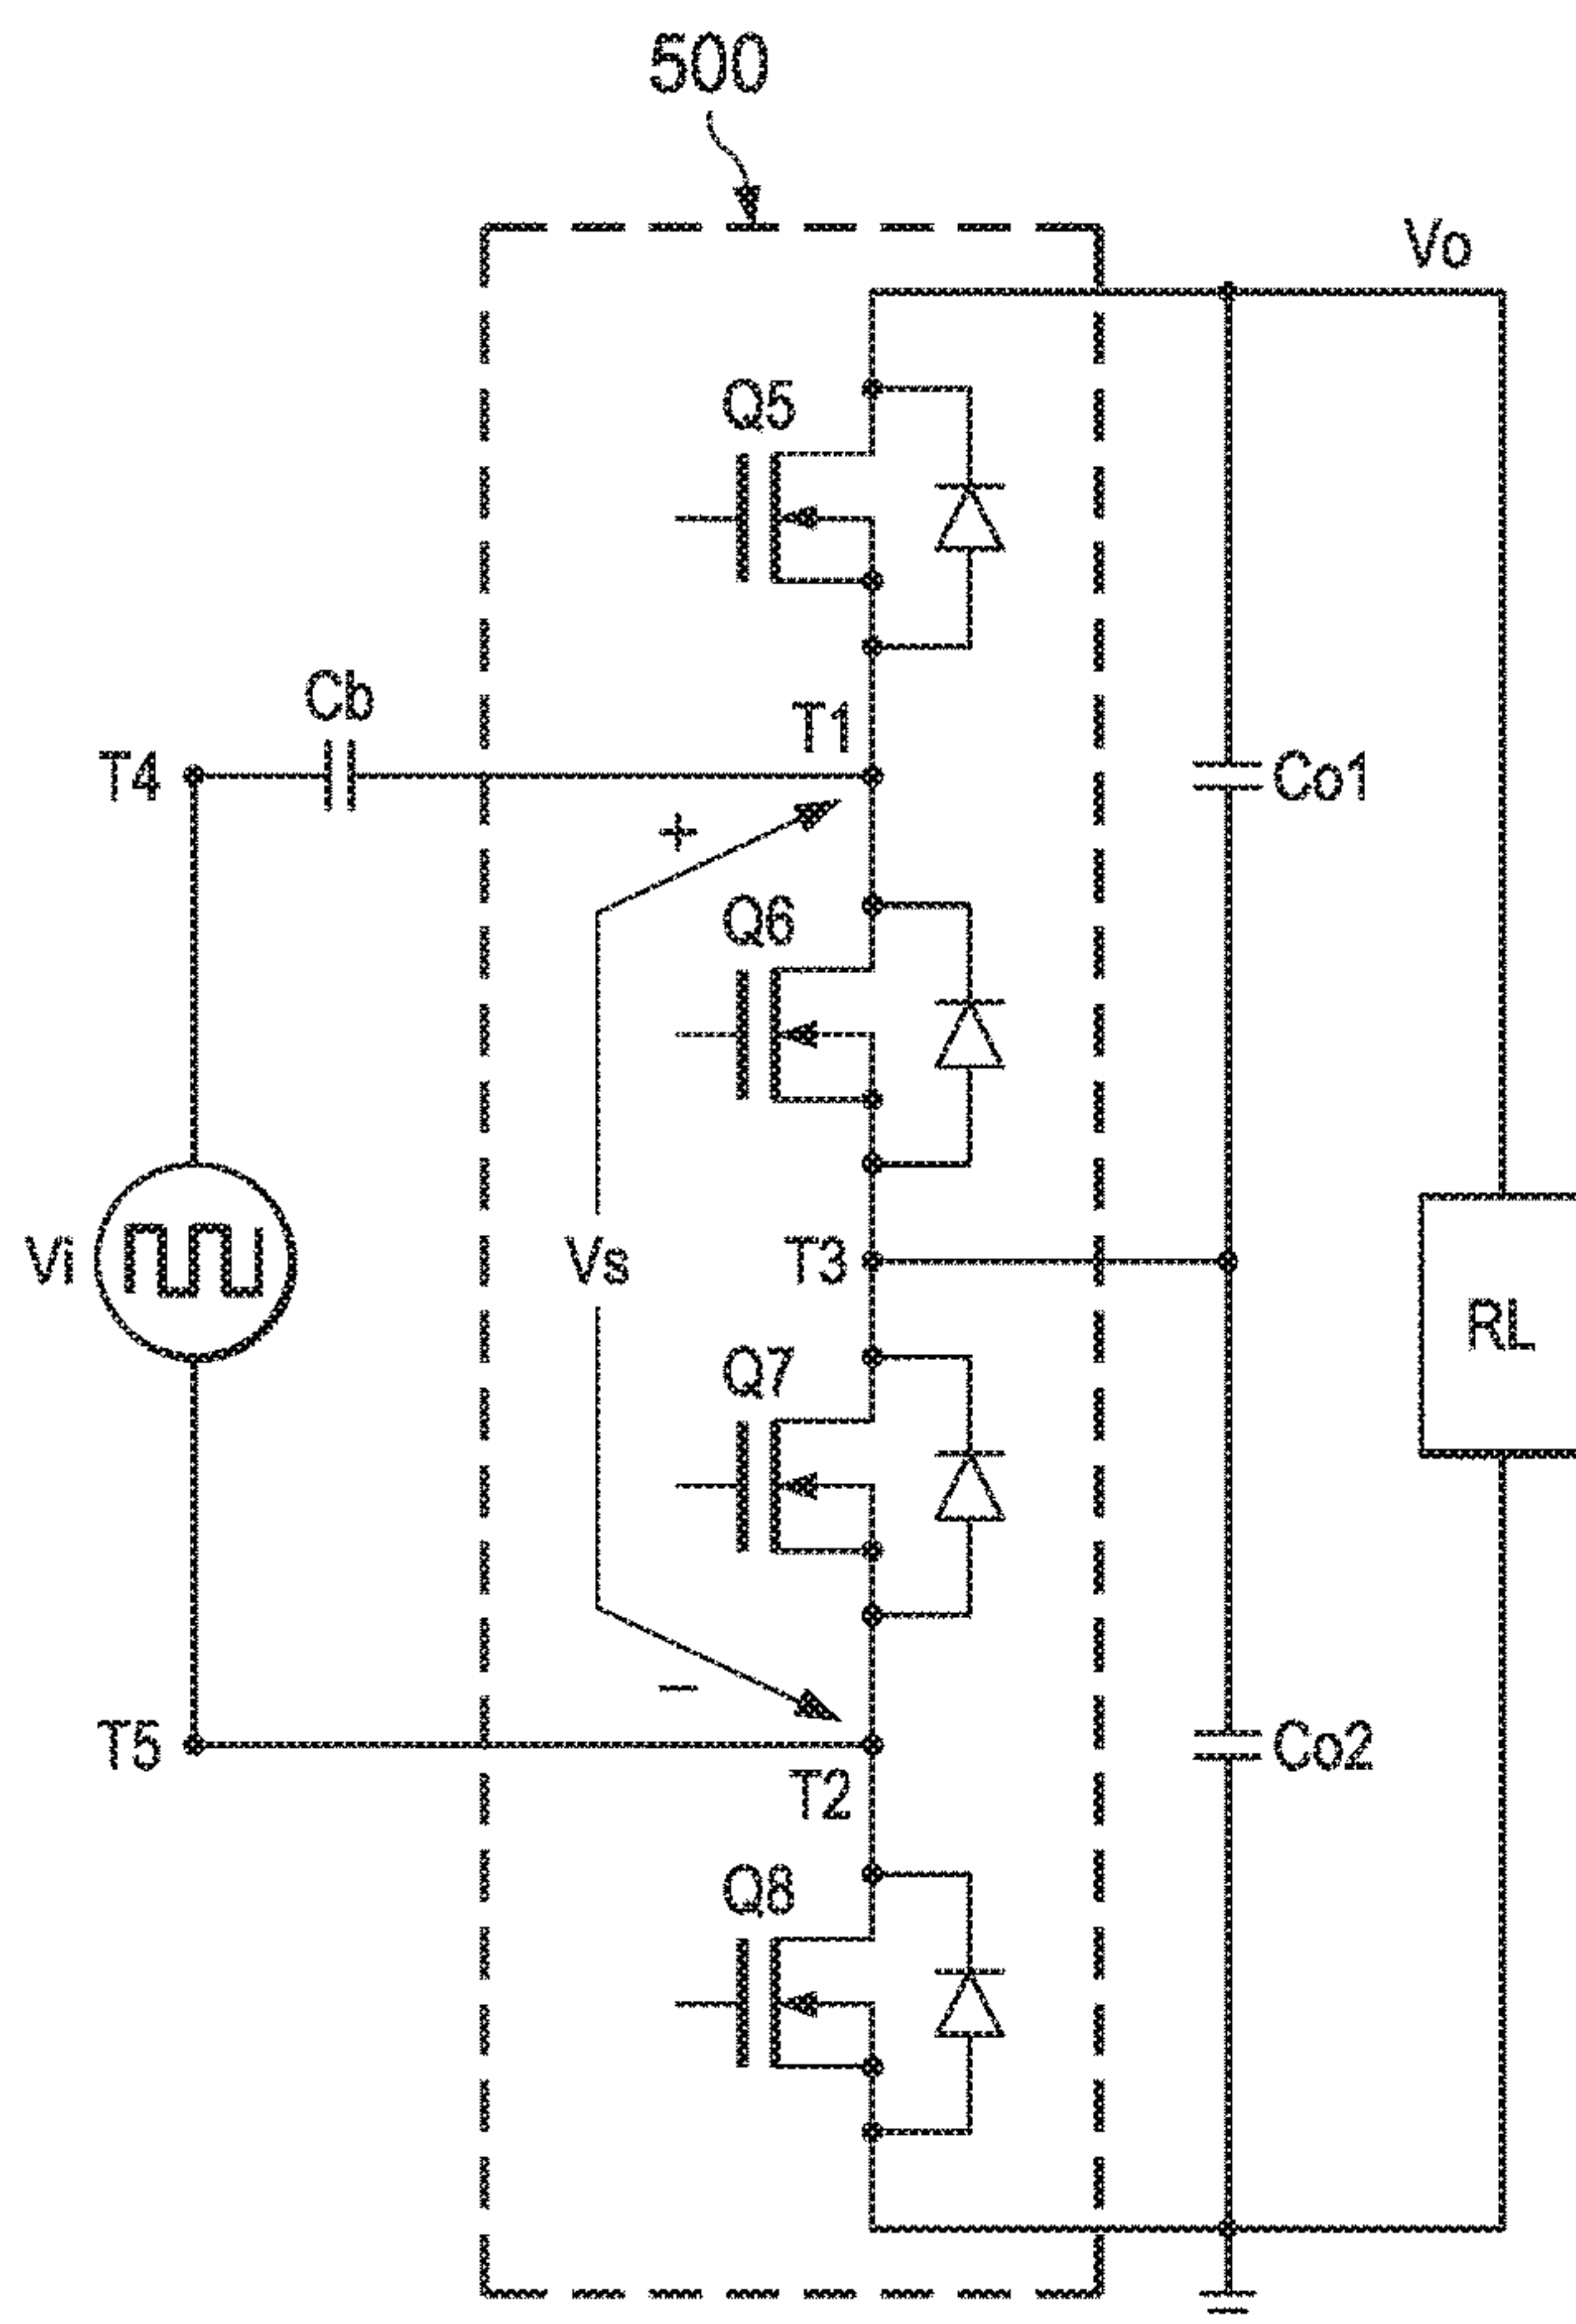 500
Vo
Q5
Cb
T1
T4
Co1
+
Q6
Vi
Vs
T3
RL
Q7
–
T5
Co2
T2
Q8